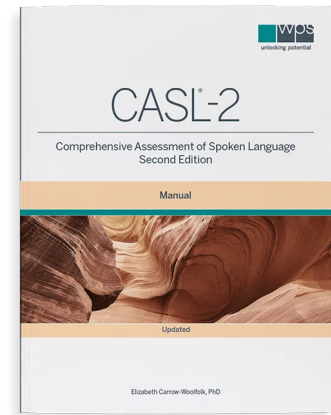 wps
unlocking potential
CASL®-2
Comprehensive Assessment of Spoken Language
Second Edition
Manual
Updated
Elizabeth Carrow-Woolfolk, PhD